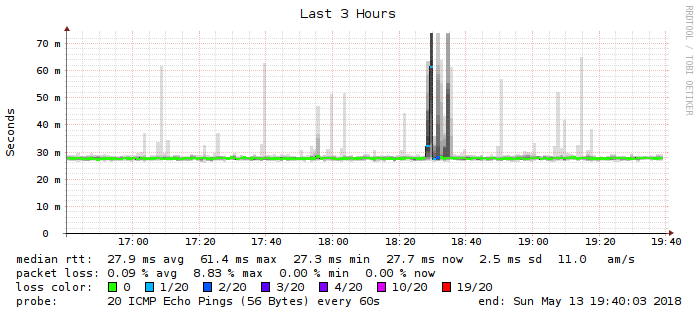 Last 3 Hours
RRDTOOL / TOBI OETIKER
Seconds
70 m
60 m
50 m
40 m
30 m
20 m
10 m
0
17:00 17:20 17:40 18:00 18:20 18:40 19:00 19:20 19:40
median rtt: 27.9 ms avg 61.4 ms max 27.3 ms min 27.7 ms now 2.5 ms sd 11.0 am/s
packet loss: 0.09 % avg 8.83 % max 0.00 % min 0.00 % now
loss color: 0 1/20 2/20 3/20 4/20 10/20 19/20
probe: 20 ICMP Echo Pings (56 Bytes) every 60s end: Sun May 13 19:40:03 2018